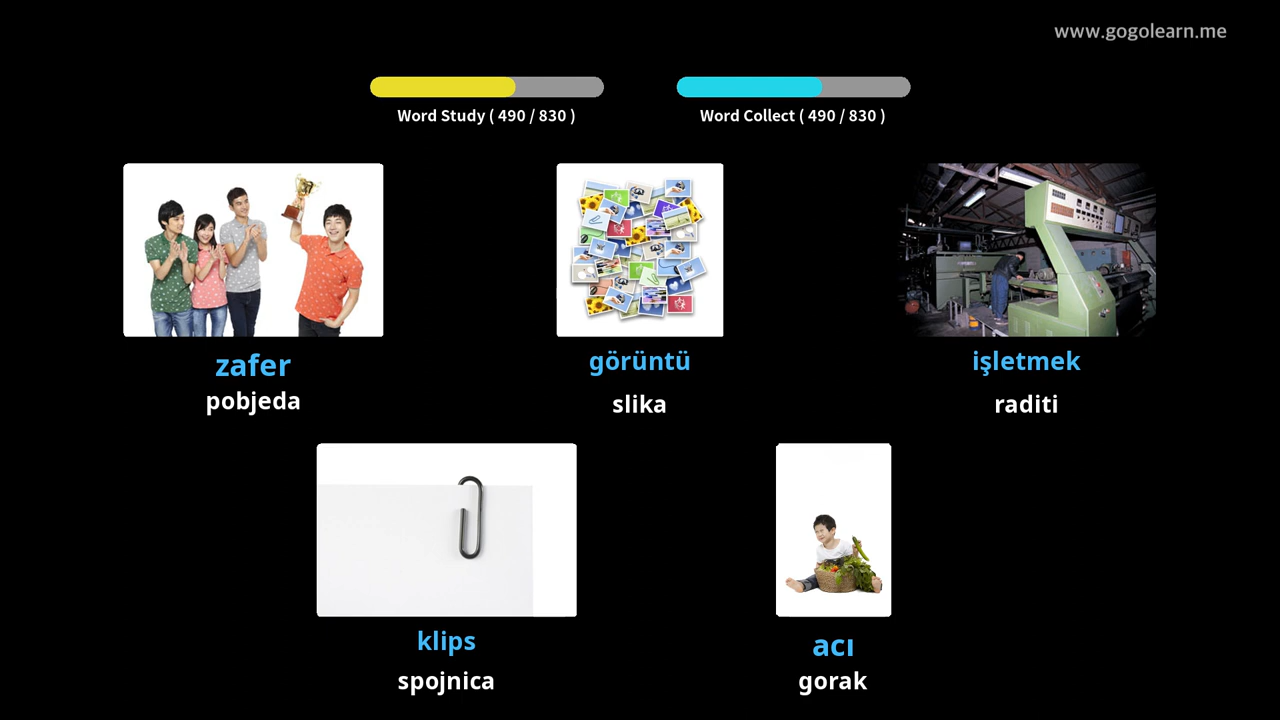 www.gogolearn.me
Word Study ( 490 / 830 )
Word Collect ( 490 / 830 )
zafer
pobjeda
görüntü
slika
işletmek
raditi
klips
spojnica
acı
gorak